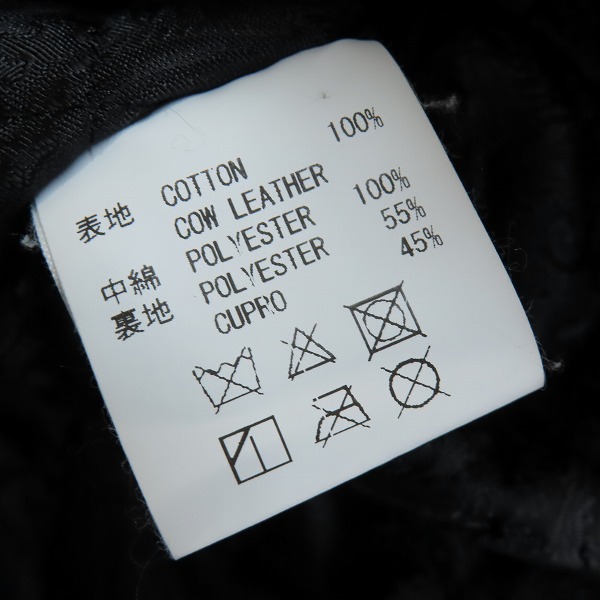 表地 COTTON 100%
COW LEATHER
中綿 POLYESTER 100%
裏地 POLYESTER 55%
CUPRO 45%